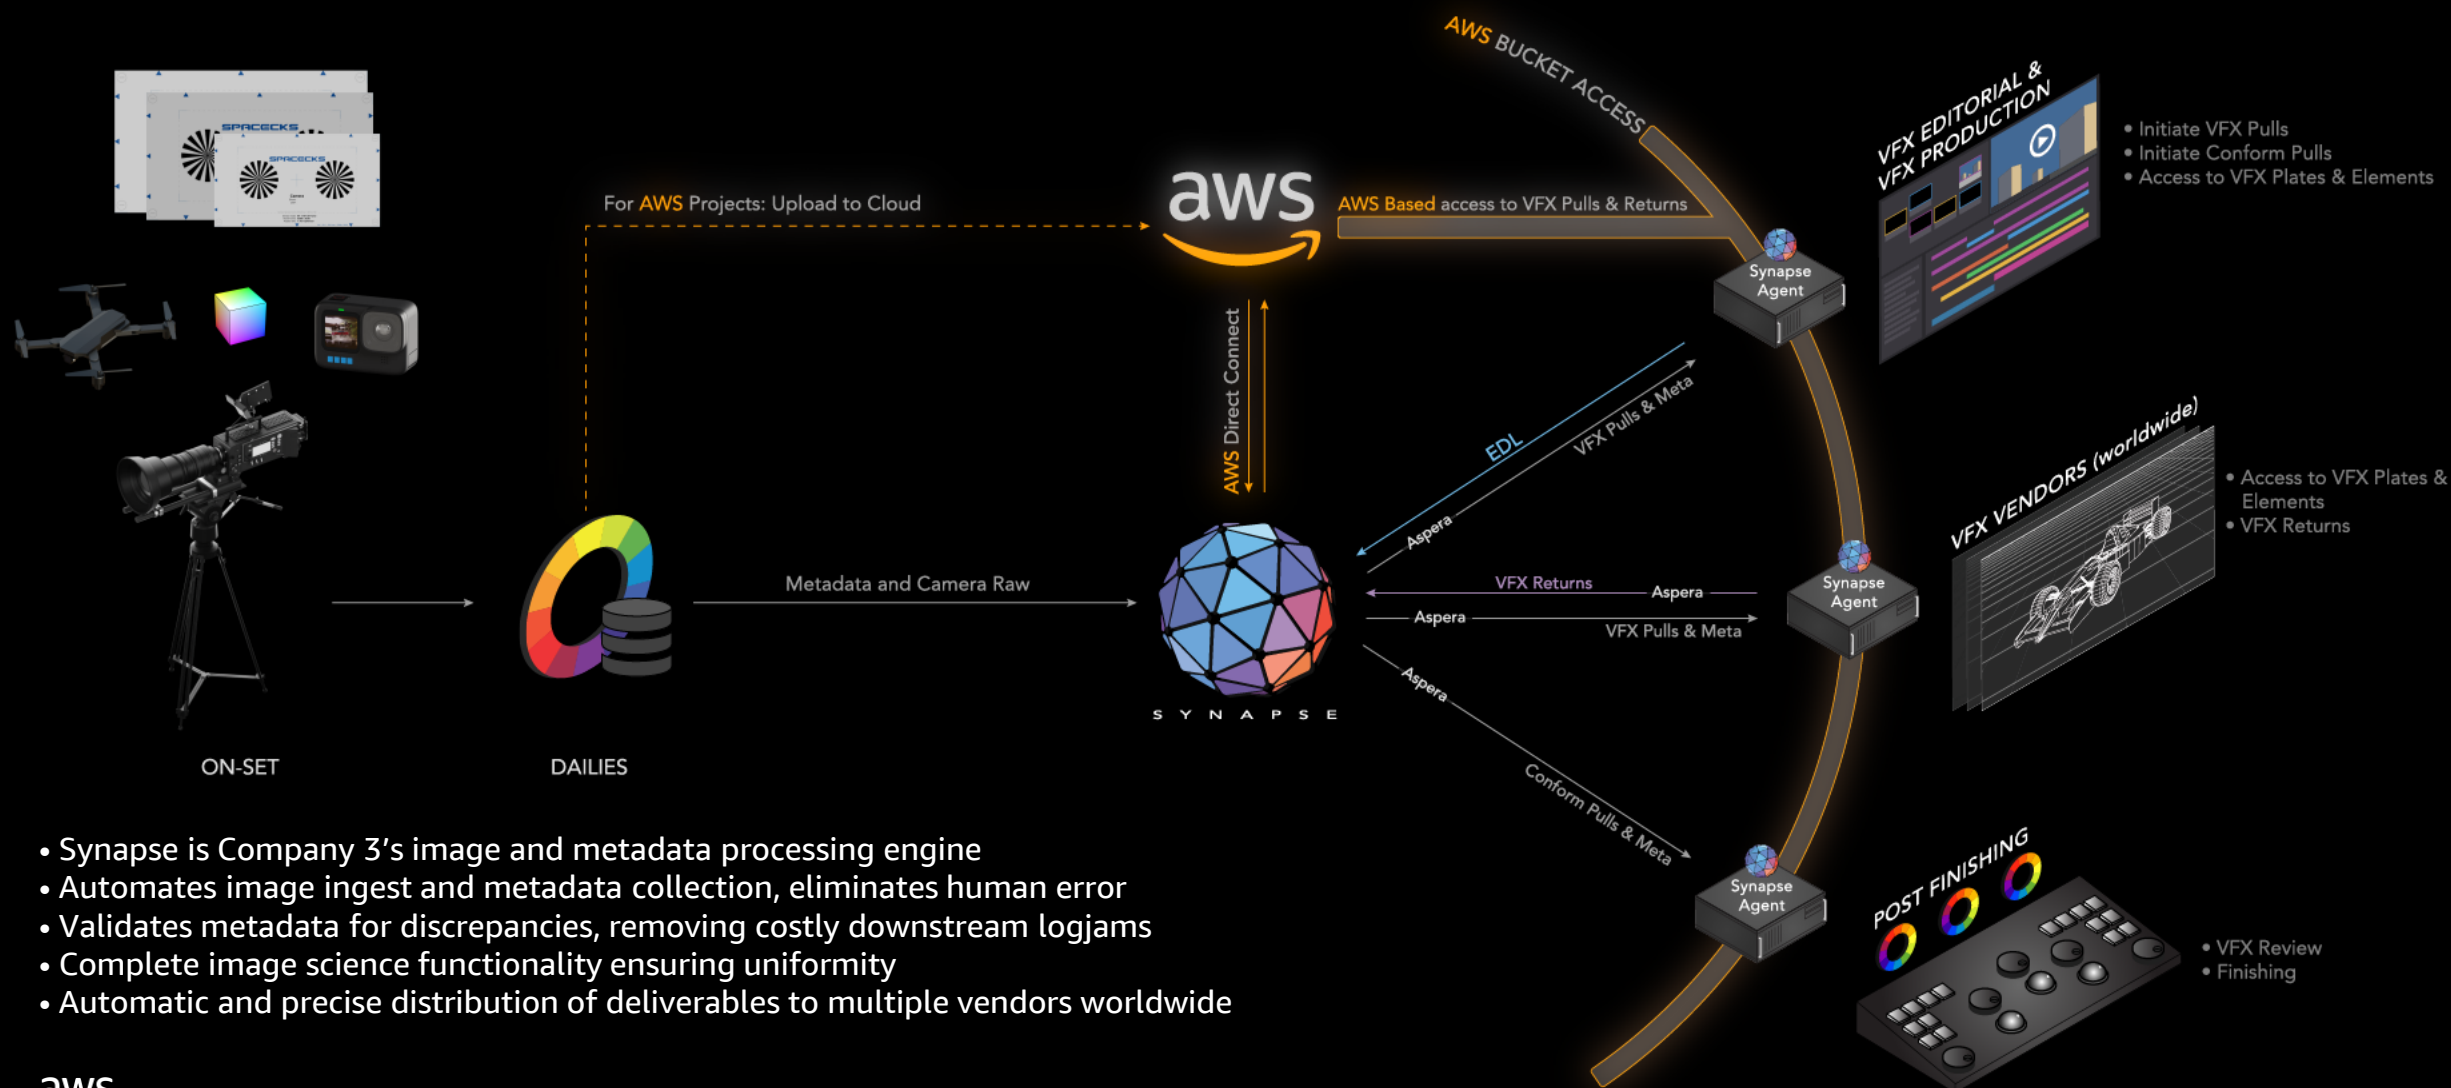 AWS BUCKET ACCESS
SPACECKS
SPACECKS
For AWS Projects: Upload to Cloud
aws
AWS Based access to VFX Pulls & Returns
VFX EDITORIAL &
VFX PRODUCTION
• Initiate VFX Pulls
• Initiate Conform Pulls
• Access to VFX Plates & Elements
Synapse
Agent
AWS Direct Connect
EDL
VFX Pulls & Meta
Aspera
VFX VENDORS (worldwide)
• Access to VFX Plates &
Elements
• VFX Returns
Metadata and Camera Raw
VFX Returns
Aspera
Aspera
VFX Pulls & Meta
Synapse
Agent
SYNAPSE
Aspera
Conform Pulls & Meta
ON-SET
DAILIES
Synapse
Agent
POST FINISHING
• VFX Review
• Finishing
• Synapse is Company 3’s image and metadata processing engine
• Automates image ingest and metadata collection, eliminates human error
• Validates metadata for discrepancies, removing costly downstream logjams
• Complete image science functionality ensuring uniformity
• Automatic and precise distribution of deliverables to multiple vendors worldwide
aws